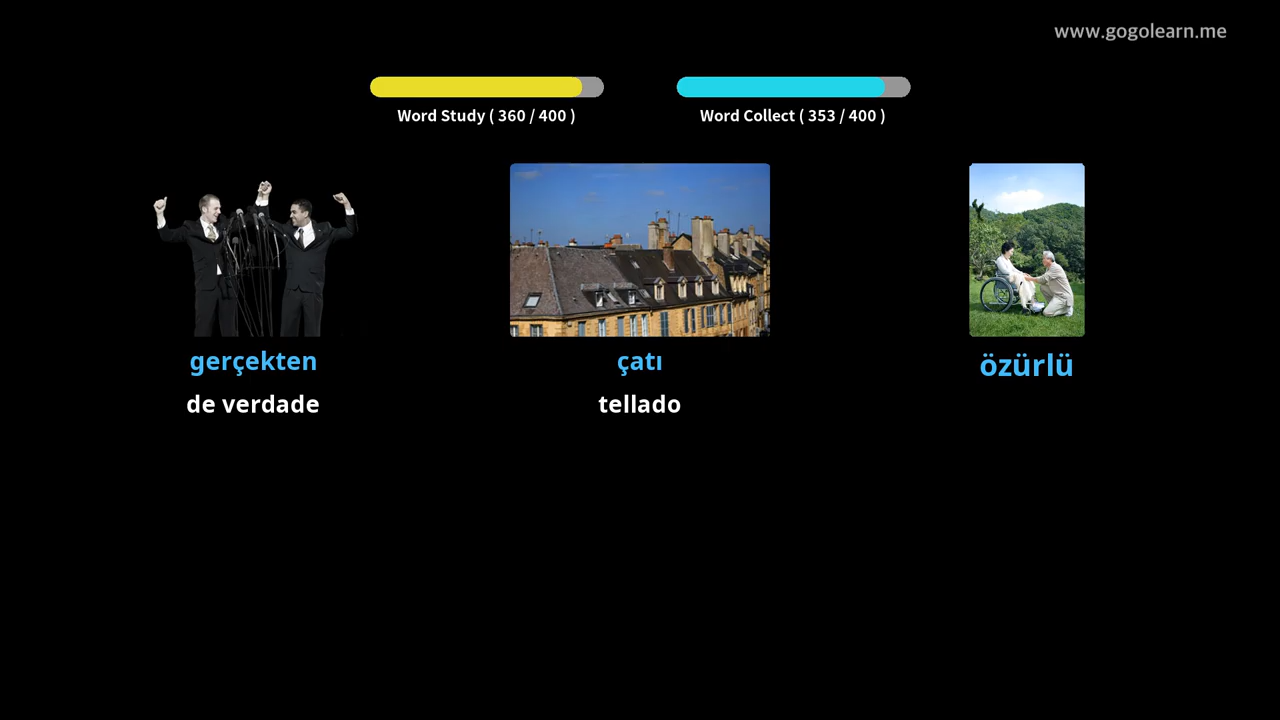 www.gogolearn.me
Word Study ( 360 / 400 )
Word Collect ( 353 / 400 )
gerçekten
de verdade
çatı
tellado
özürlü